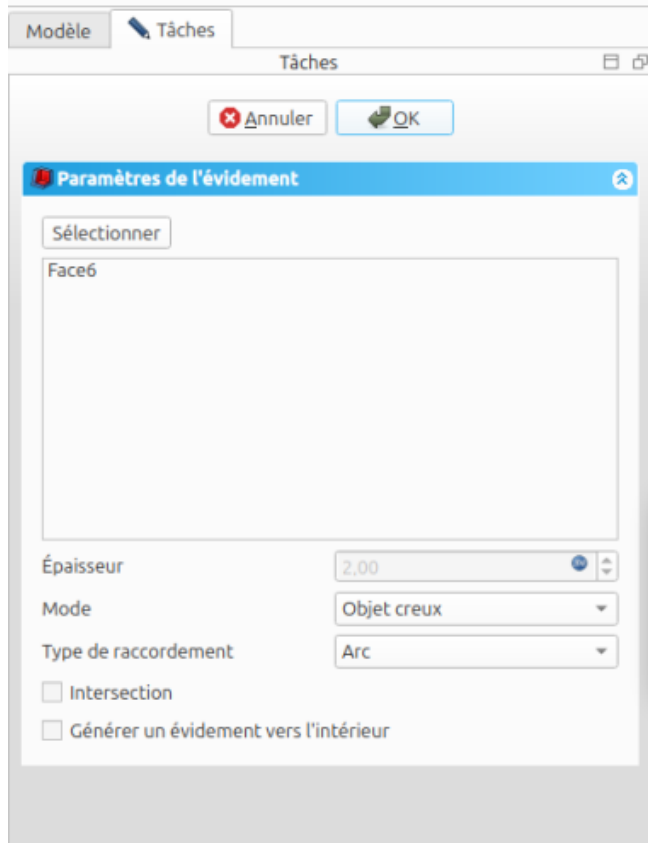 Modèle
Tâches
Tâches
Annuler
OK
Paramètres de l'évidement
Sélectionner
Face6
Épaisseur
2,00
Mode
Objet creux
Type de raccordement
Arc
Intersection
Générer un évidement vers l'intérieur